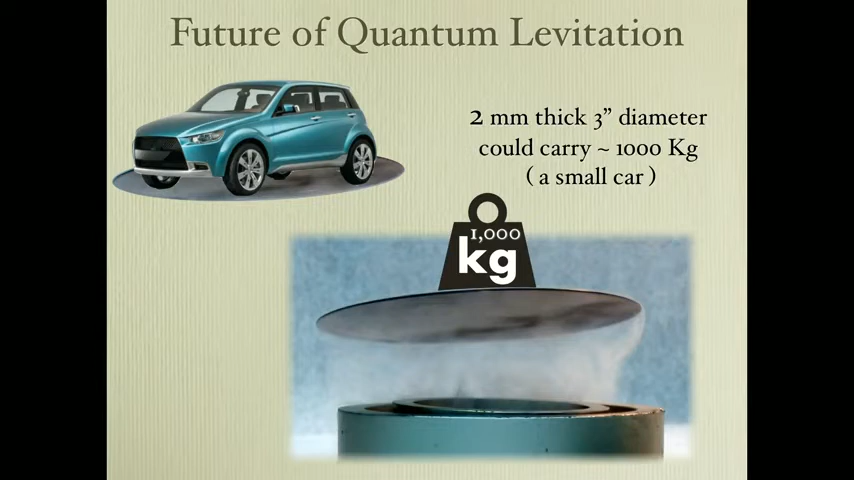 Future of Quantum Levitation
2 mm thick 3” diameter
could carry ~ 1000 Kg
( a small car )
1,000
kg